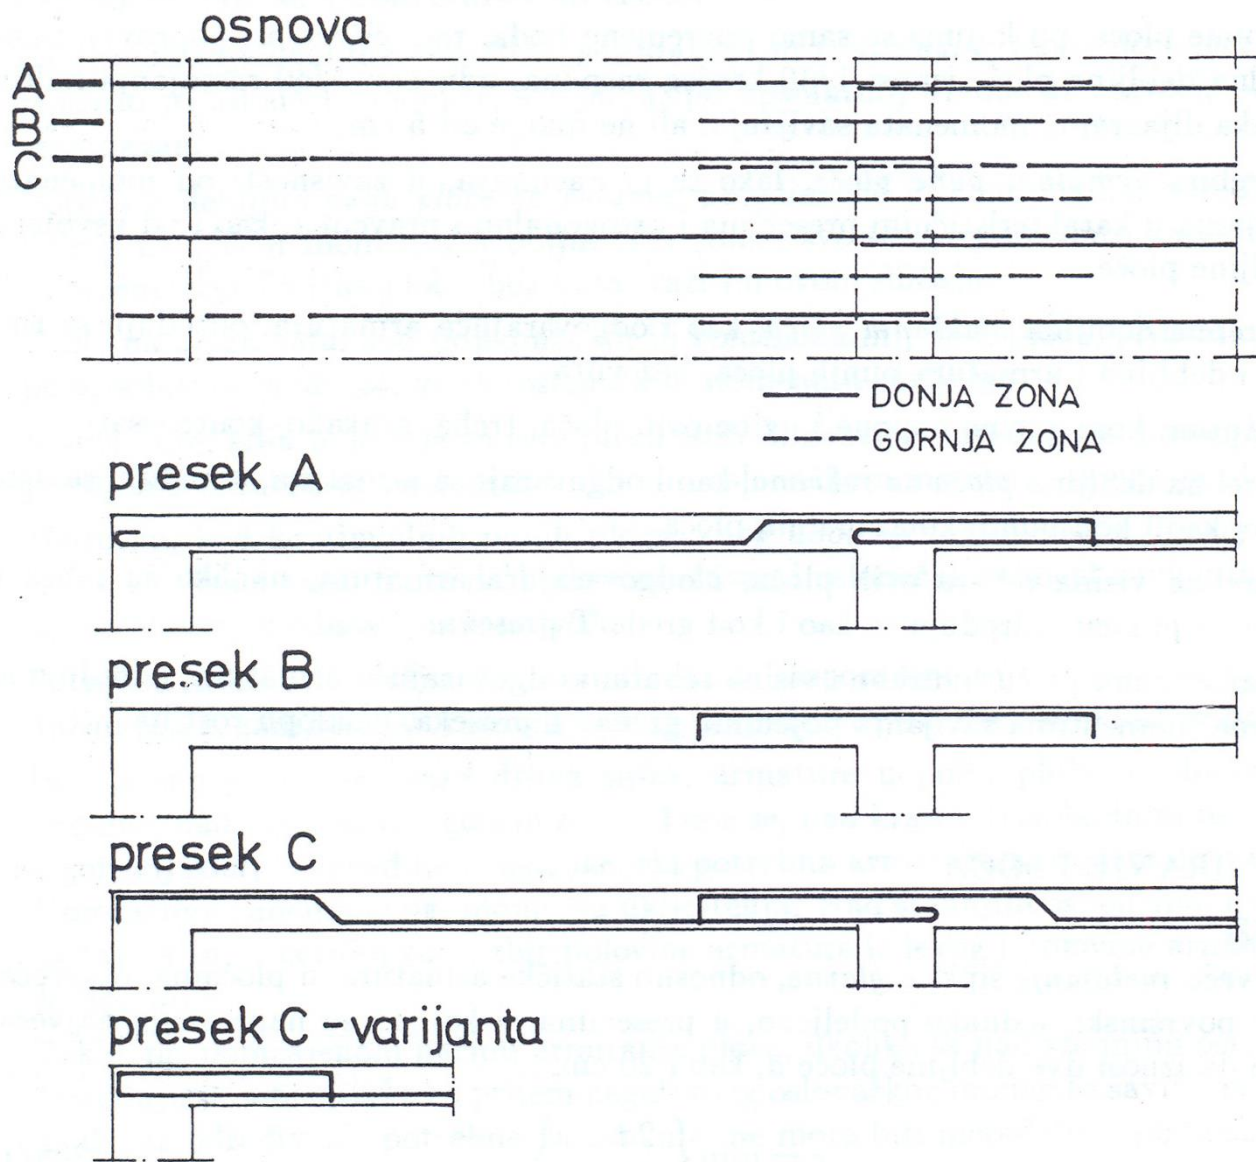 osnova
A
B
C
DONJA ZONA
GORNJA ZONA
presek A
presek B
presek C
presek C - varijanta